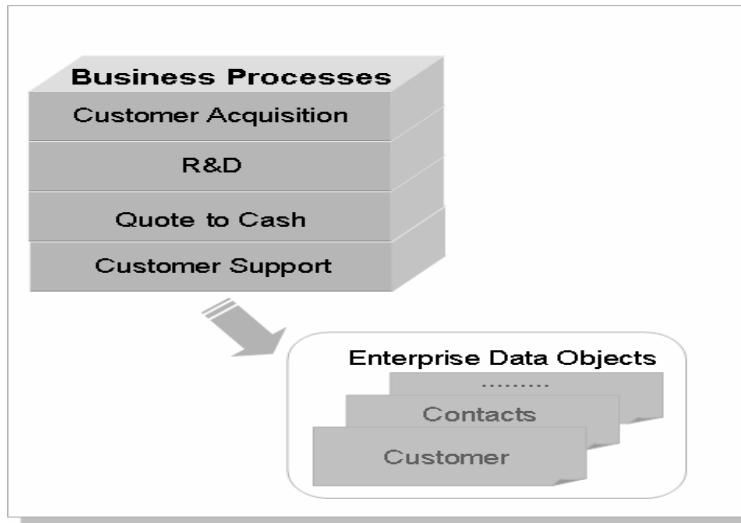 Business Processes
Customer Acquisition
R&D
Quote to Cash
Customer Support
Enterprise Data Objects
.........
Contacts
Customer